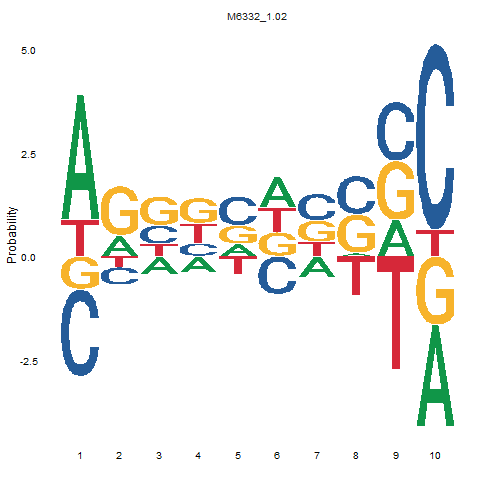 M6332_1.02
5.0
2.5
0.0
-2.5
Probability
A T G C
G A T C
G C T A
G T C A
C G A T
A T G C
C G T A
C G A T
C G A T
C T G A
1 2 3 4 5 6 7 8 9 10